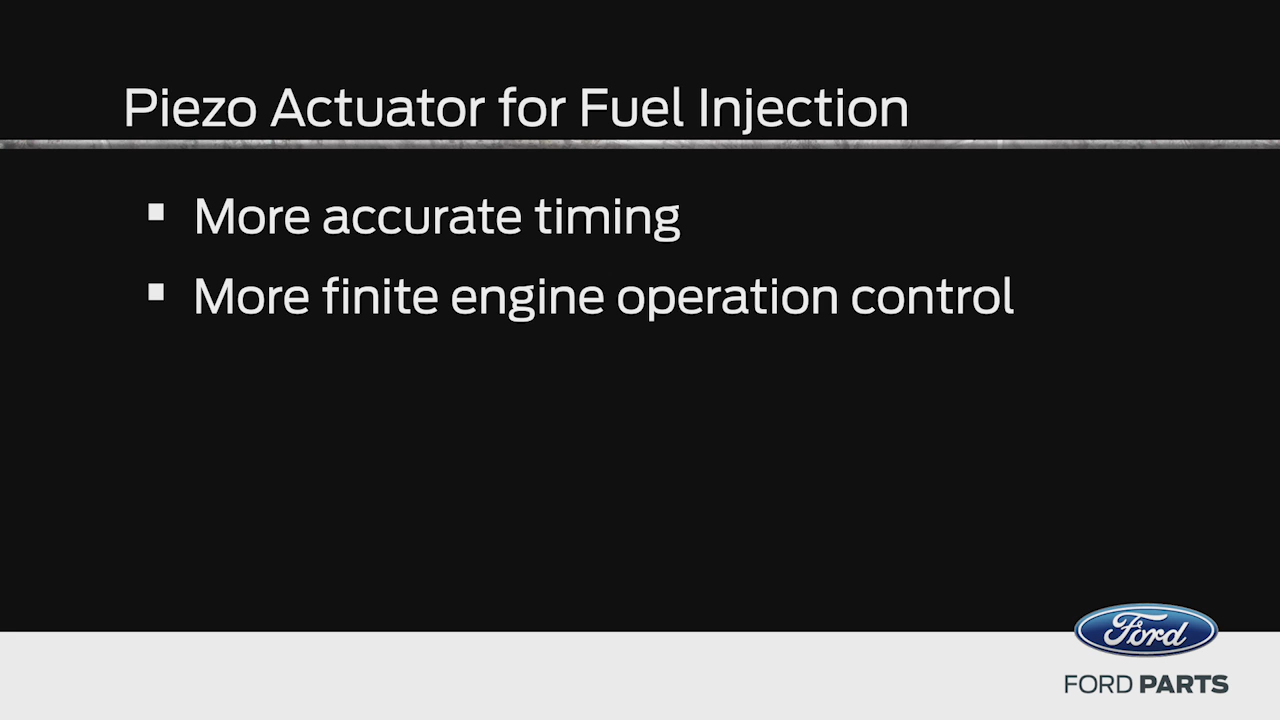 Piezo Actuator for Fuel Injection
▪ More accurate timing
▪ More finite engine operation control
Ford
FORD PARTS